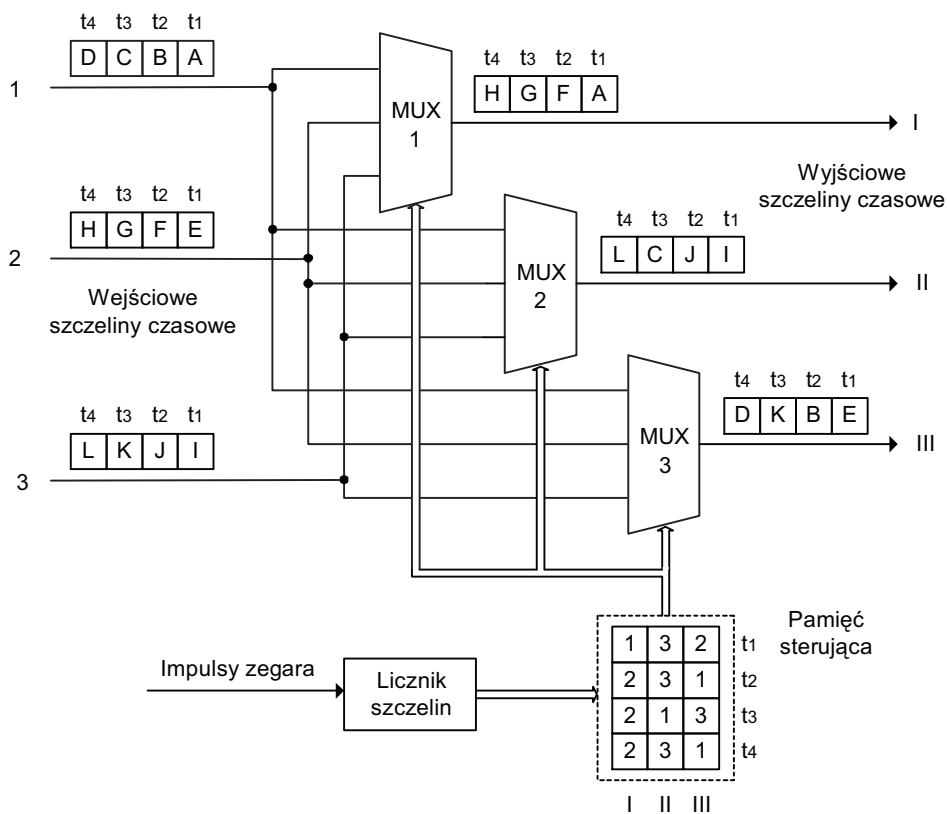 t4 t3 t2 t1
D C B A
1
MUX 1
t4 t3 t2 t1
H G F A
I
t4 t3 t2 t1
H G F E
2
Wejściowe
szczeliny czasowe
MUX 2
t4 t3 t2 t1
L C J I
Wyjściowe
szczeliny czasowe
II
t4 t3 t2 t1
L K J I
3
MUX 3
t4 t3 t2 t1
D K B E
III
Impulsy zegara
Licznik
szczelin
Pamięć
sterująca
1 3 2 t1
2 3 1 t2
2 1 3 t3
2 3 1 t4
I II III